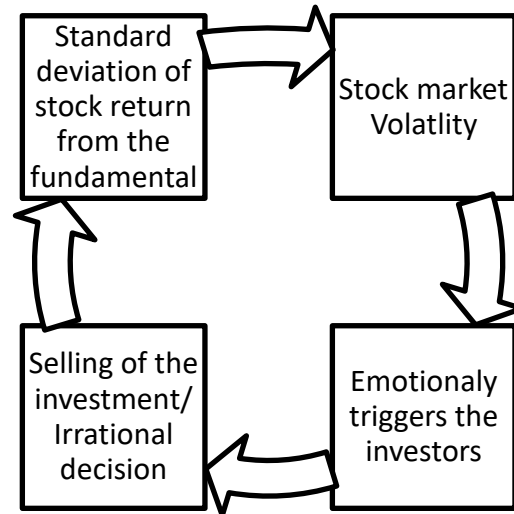 Standard
deviation of
stock return
from the
fundamental
Stock market
Volatlity
Emotionaly
triggers the
investors
Selling of the
investment/
Irrational
decision